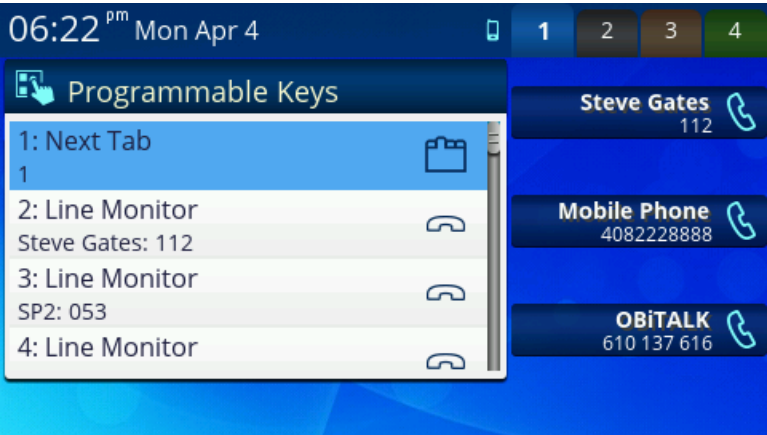 06:22 pm Mon Apr 4
1 2 3 4
Programmable Keys
1: Next Tab
1
2: Line Monitor
Steve Gates: 112
3: Line Monitor
SP2: 053
4: Line Monitor
Steve Gates
112
Mobile Phone
4082228888
OBiTALK
610 137 616